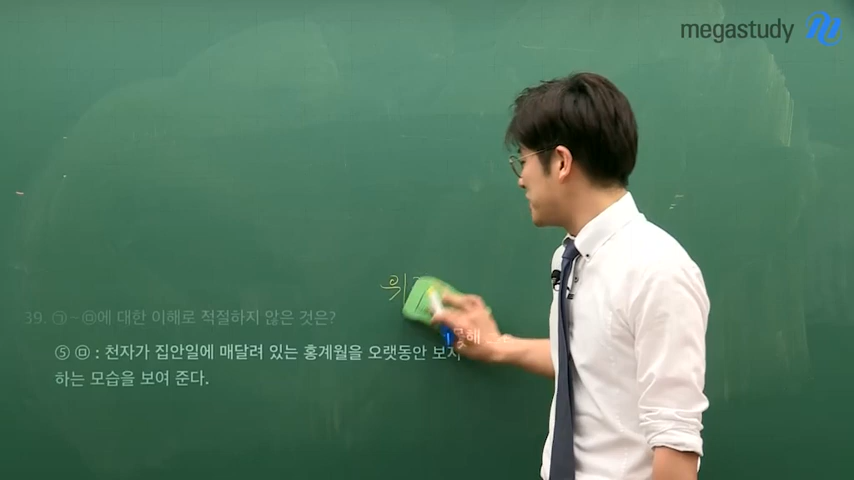 megastudy
위
39. ㉠~㉤에 대한 이해로 적절하지 않은 것은?
⑤ ㉤ : 천자가 집안일에 매달려 있는 홍계월을 오랫동안 보지
하는 모습을 보여 준다.